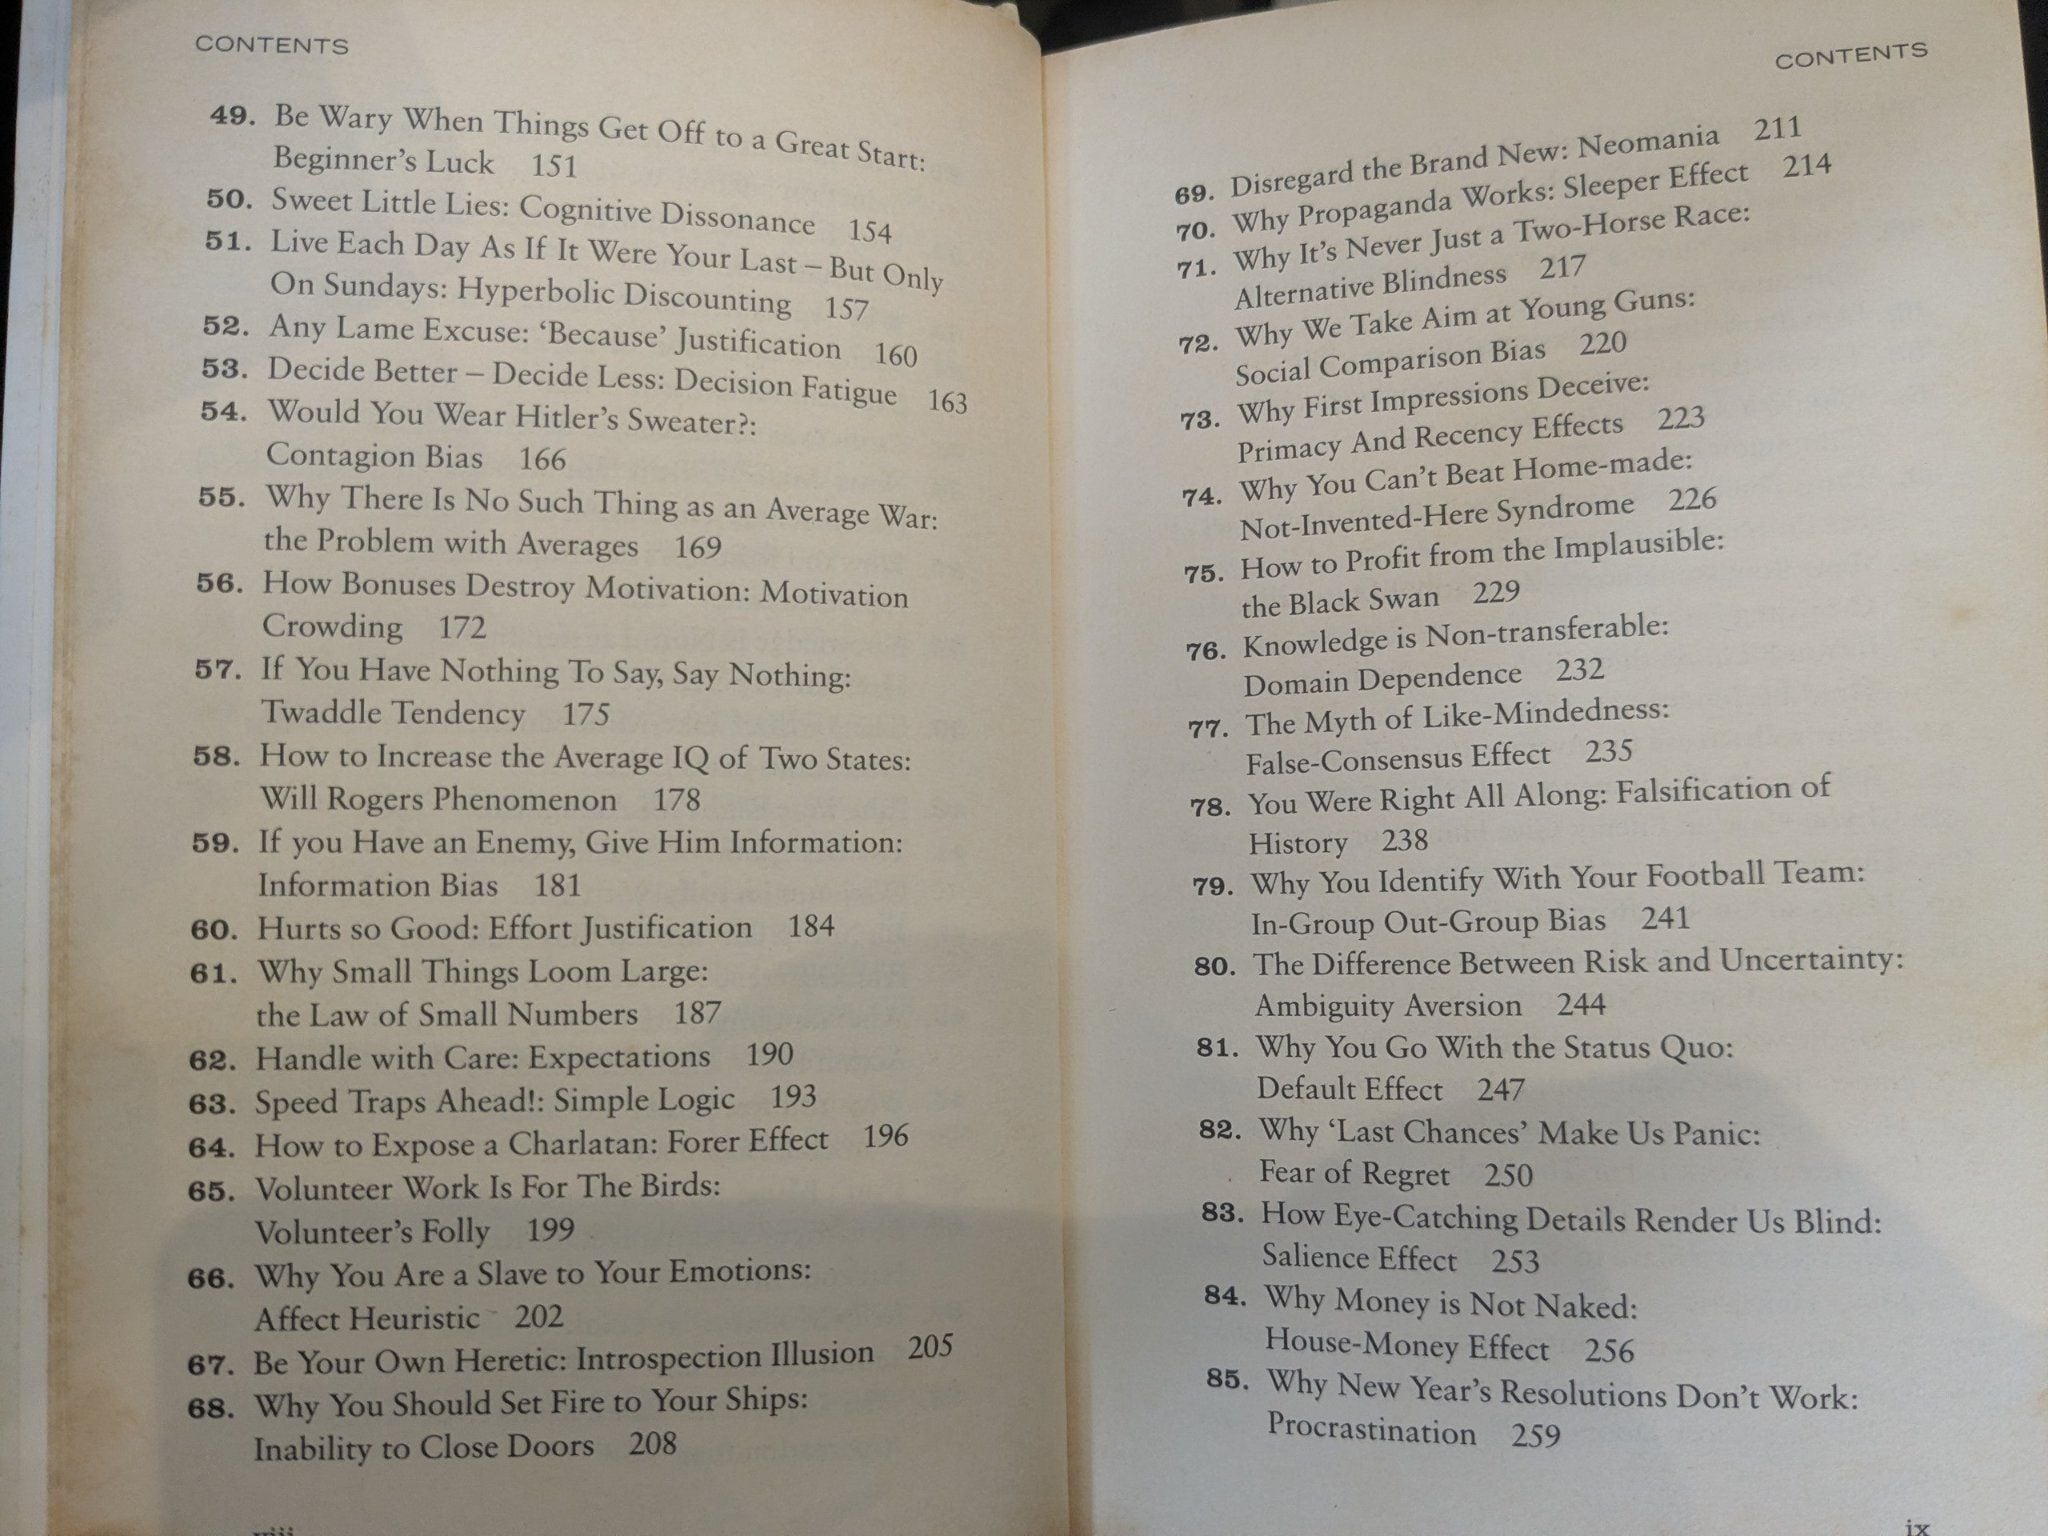 CONTENTS
49. Be Wary When Things Get Off to a Great Start:
Beginner's Luck 151
50. Sweet Little Lies: Cognitive Dissonance 154
51. Live Each Day As If It Were Your Last – But Only
On Sundays: Hyperbolic Discounting 157
52. Any Lame Excuse: ‘Because’ Justification 160
53. Decide Better – Decide Less: Decision Fatigue 163
54. Would You Wear Hitler's Sweater?:
Contagion Bias 166
55. Why There Is No Such Thing as an Average War:
the Problem with Averages 169
56. How Bonuses Destroy Motivation: Motivation
Crowding 172
57. If You Have Nothing To Say, Say Nothing:
Twaddle Tendency 175
58. How to Increase the Average IQ of Two States:
Will Rogers Phenomenon 178
59. If you Have an Enemy, Give Him Information:
Information Bias 181
60. Hurts so Good: Effort Justification 184
61. Why Small Things Loom Large:
the Law of Small Numbers 187
62. Handle with Care: Expectations 190
63. Speed Traps Ahead!: Simple Logic 193
64. How to Expose a Charlatan: Forer Effect 196
65. Volunteer Work Is For The Birds:
Volunteer's Folly 199
66. Why You Are a Slave to Your Emotions:
Affect Heuristic 202
67. Be Your Own Heretic: Introspection Illusion 205
68. Why You Should Set Fire to Your Ships:
Inability to Close Doors 208
viii
CONTENTS
69. Disregard the Brand New: Neomania 211
70. Why Propaganda Works: Sleeper Effect 214
71. Why It's Never Just a Two-Horse Race:
Alternative Blindness 217
72. Why We Take Aim at Young Guns:
Social Comparison Bias 220
73. Why First Impressions Deceive:
Primacy And Recency Effects 223
74. Why You Can't Beat Home-made:
Not-Invented-Here Syndrome 226
75. How to Profit from the Implausible:
the Black Swan 229
76. Knowledge is Non-transferable:
Domain Dependence 232
77. The Myth of Like-Mindedness:
False-Consensus Effect 235
78. You Were Right All Along: Falsification of
History 238
79. Why You Identify With Your Football Team:
In-Group Out-Group Bias 241
80. The Difference Between Risk and Uncertainty:
Ambiguity Aversion 244
81. Why You Go With the Status Quo:
Default Effect 247
82. Why ‘Last Chances’ Make Us Panic:
Fear of Regret 250
83. How Eye-Catching Details Render Us Blind:
Salience Effect 253
84. Why Money is Not Naked:
House-Money Effect 256
85. Why New Year's Resolutions Don't Work:
Procrastination 259
ix